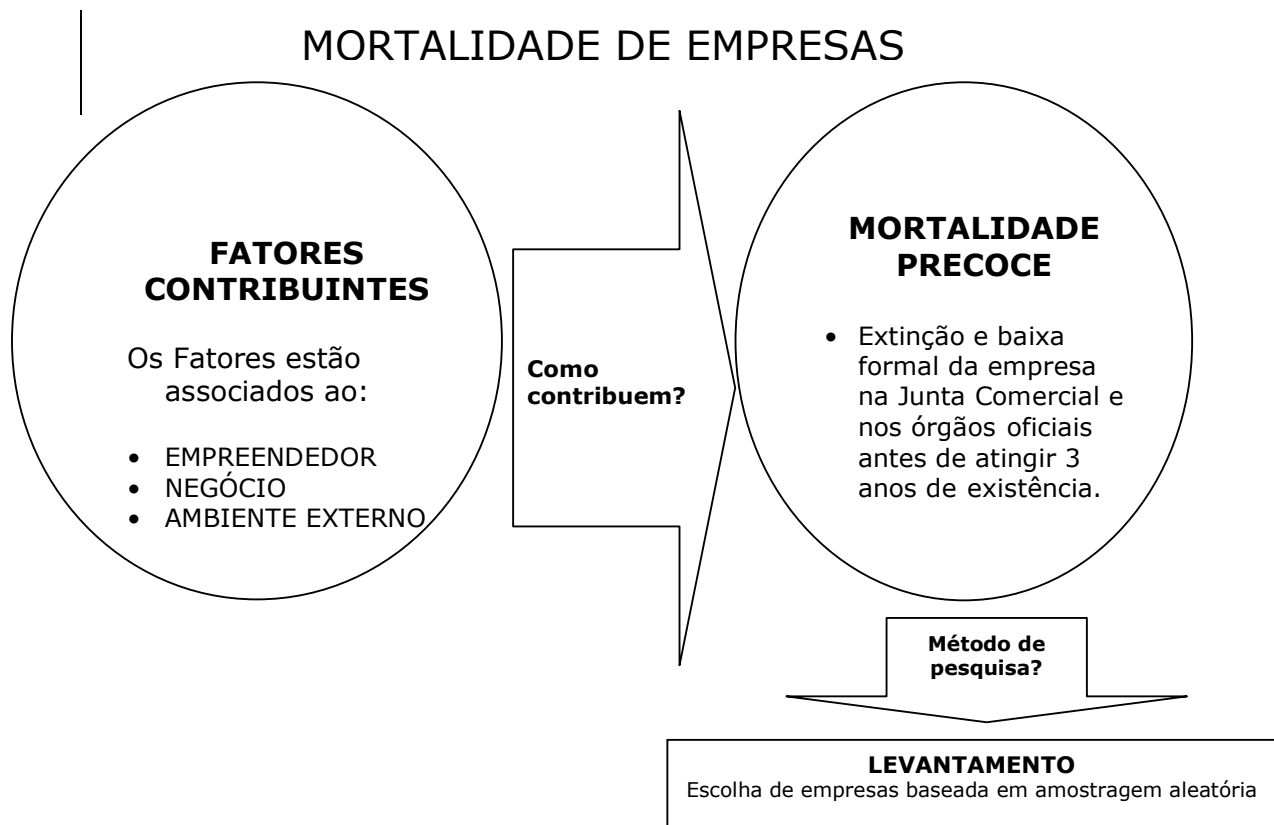 MORTALIDADE DE EMPRESAS
FATORES
CONTRIBUINTES
Os Fatores estão
associados ao:
• EMPREENDEDOR
• NEGÓCIO
• AMBIENTE EXTERNO
Como
contribuem?
MORTALIDADE
PRECOCE
• Extinção e baixa
formal da empresa
na Junta Comercial e
nos órgãos oficiais
antes de atingir 3
anos de existência.
Método de
pesquisa?
LEVANTAMENTO
Escolha de empresas baseada em amostragem aleatória